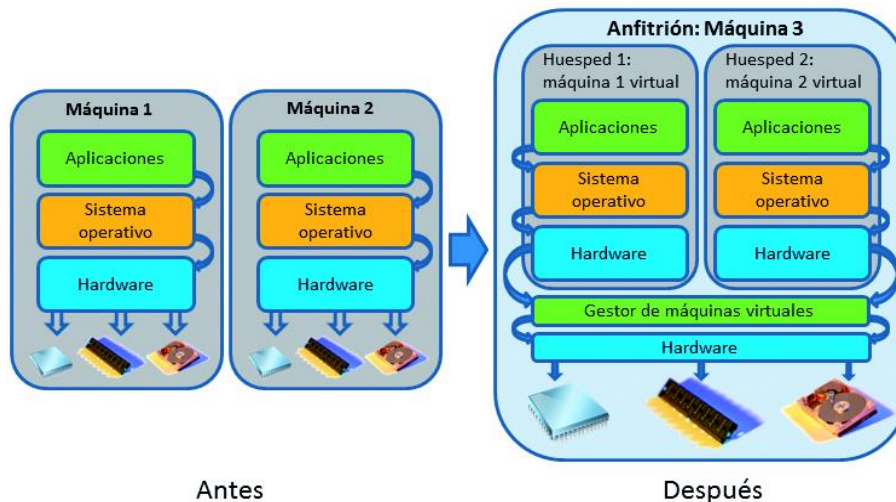 Máquina 1
Aplicaciones
Sistema
operativo
Hardware
Máquina 2
Aplicaciones
Sistema
operativo
Hardware
Antes
Anfitrión: Máquina 3
Huesped 1:
máquina 1 virtual
Aplicaciones
Sistema
operativo
Hardware
Huesped 2:
máquina 2 virtual
Aplicaciones
Sistema
operativo
Hardware
Gestor de máquinas virtuales
Hardware
Después